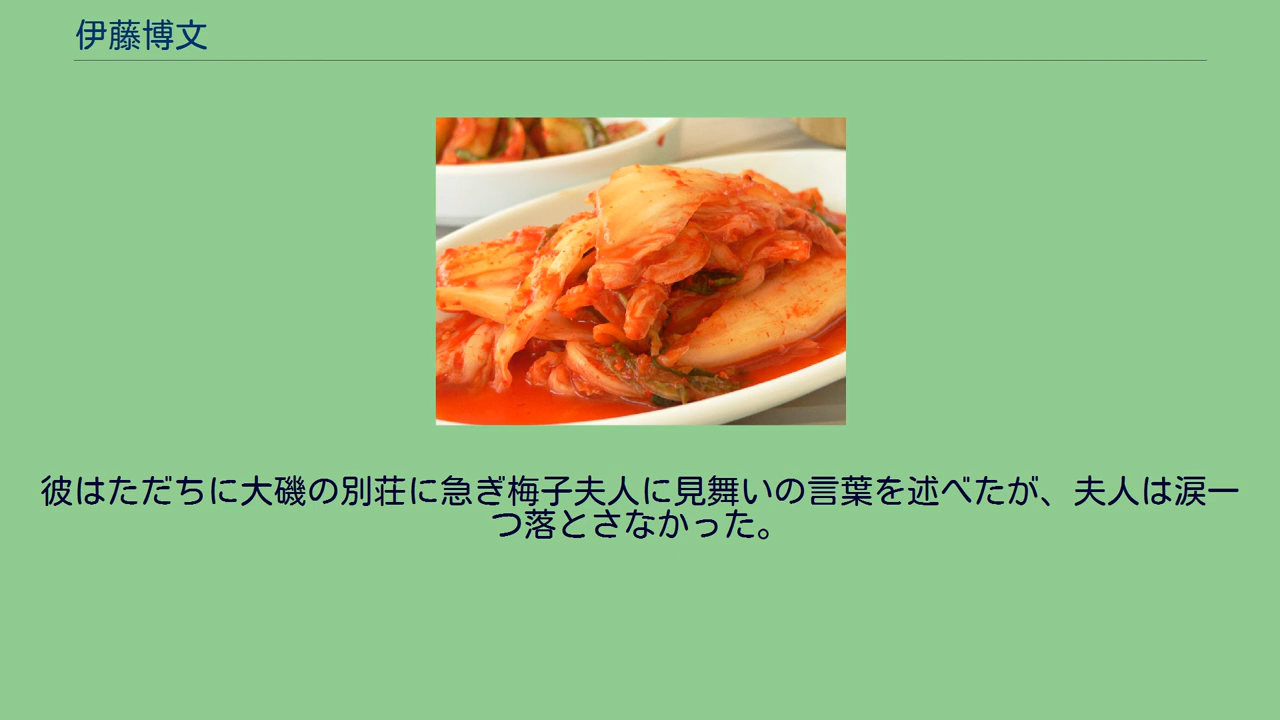 伊藤博文
彼はただちに大磯の別荘に急ぎ梅子夫人に見舞いの言葉を述べたが、夫人は涙一
つ落とさなかった。